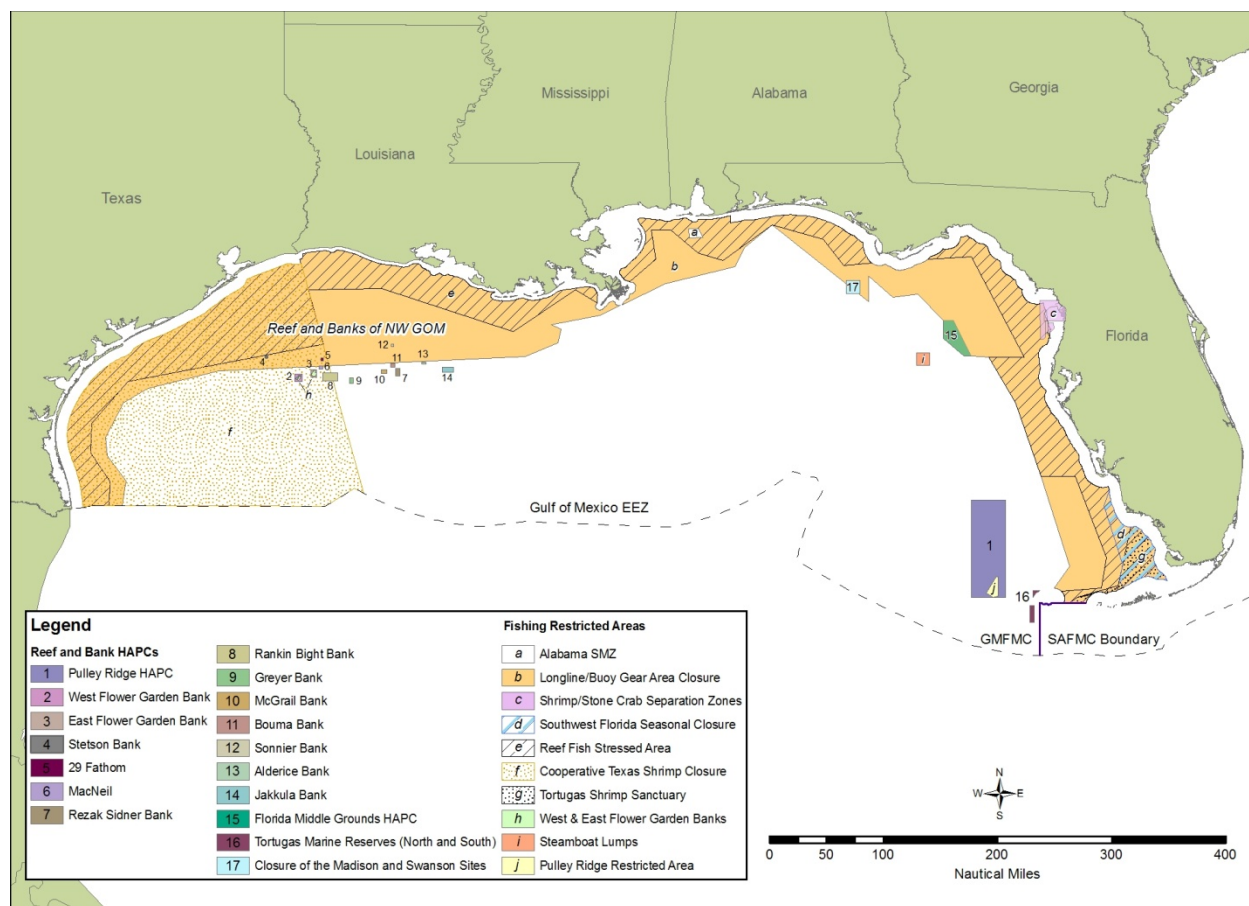 Mississippi
Alabama
Georgia
Louisiana
Texas
a
b
17
e
Reef and Banks of NW GOM
c
Florida
15
12
i
4
5
13
11
3
6
2
8
9
10
7
14
h
f
Gulf of Mexico EEZ
1
d
g
j
16
GMFMC
SAFMC Boundary
Legend
Reef and Bank HAPCs
1 Pulley Ridge HAPC
2 West Flower Garden Bank
3 East Flower Garden Bank
4 Stetson Bank
5 29 Fathom
6 MacNeil
7 Rezak Sidner Bank
8 Rankin Bight Bank
9 Greyer Bank
10 McGrail Bank
11 Bouma Bank
12 Sonnier Bank
13 Alderice Bank
14 Jakkula Bank
15 Florida Middle Grounds HAPC
16 Tortugas Marine Reserves (North and South)
17 Closure of the Madison and Swanson Sites
Fishing Restricted Areas
a Alabama SMZ
b Longline/Buoy Gear Area Closure
c Shrimp/Stone Crab Separation Zones
d Southwest Florida Seasonal Closure
e Reef Fish Stressed Area
f Cooperative Texas Shrimp Closure
g Tortugas Shrimp Sanctuary
h West & East Flower Garden Banks
i Steamboat Lumps
j Pulley Ridge Restricted Area
N
W E
S
0 50 100 200 300 400
Nautical Miles